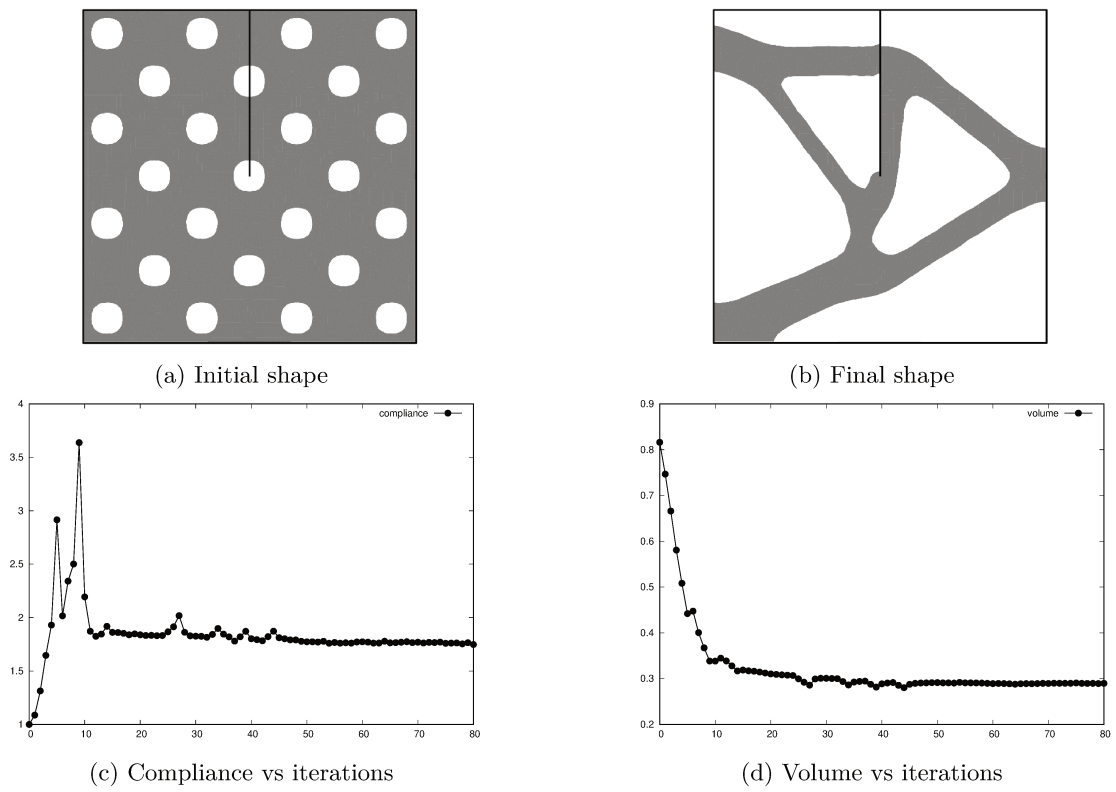 (a) Initial shape
(b) Final shape
4
3.5
3
2.5
2
1.5
1
0 10 20 30 40 50 60 70 80
compliance
0.9
0.8
0.7
0.6
0.5
0.4
0.3
0.2
0 10 20 30 40 50 60 70 80
volume
(c) Compliance vs iterations
(d) Volume vs iterations